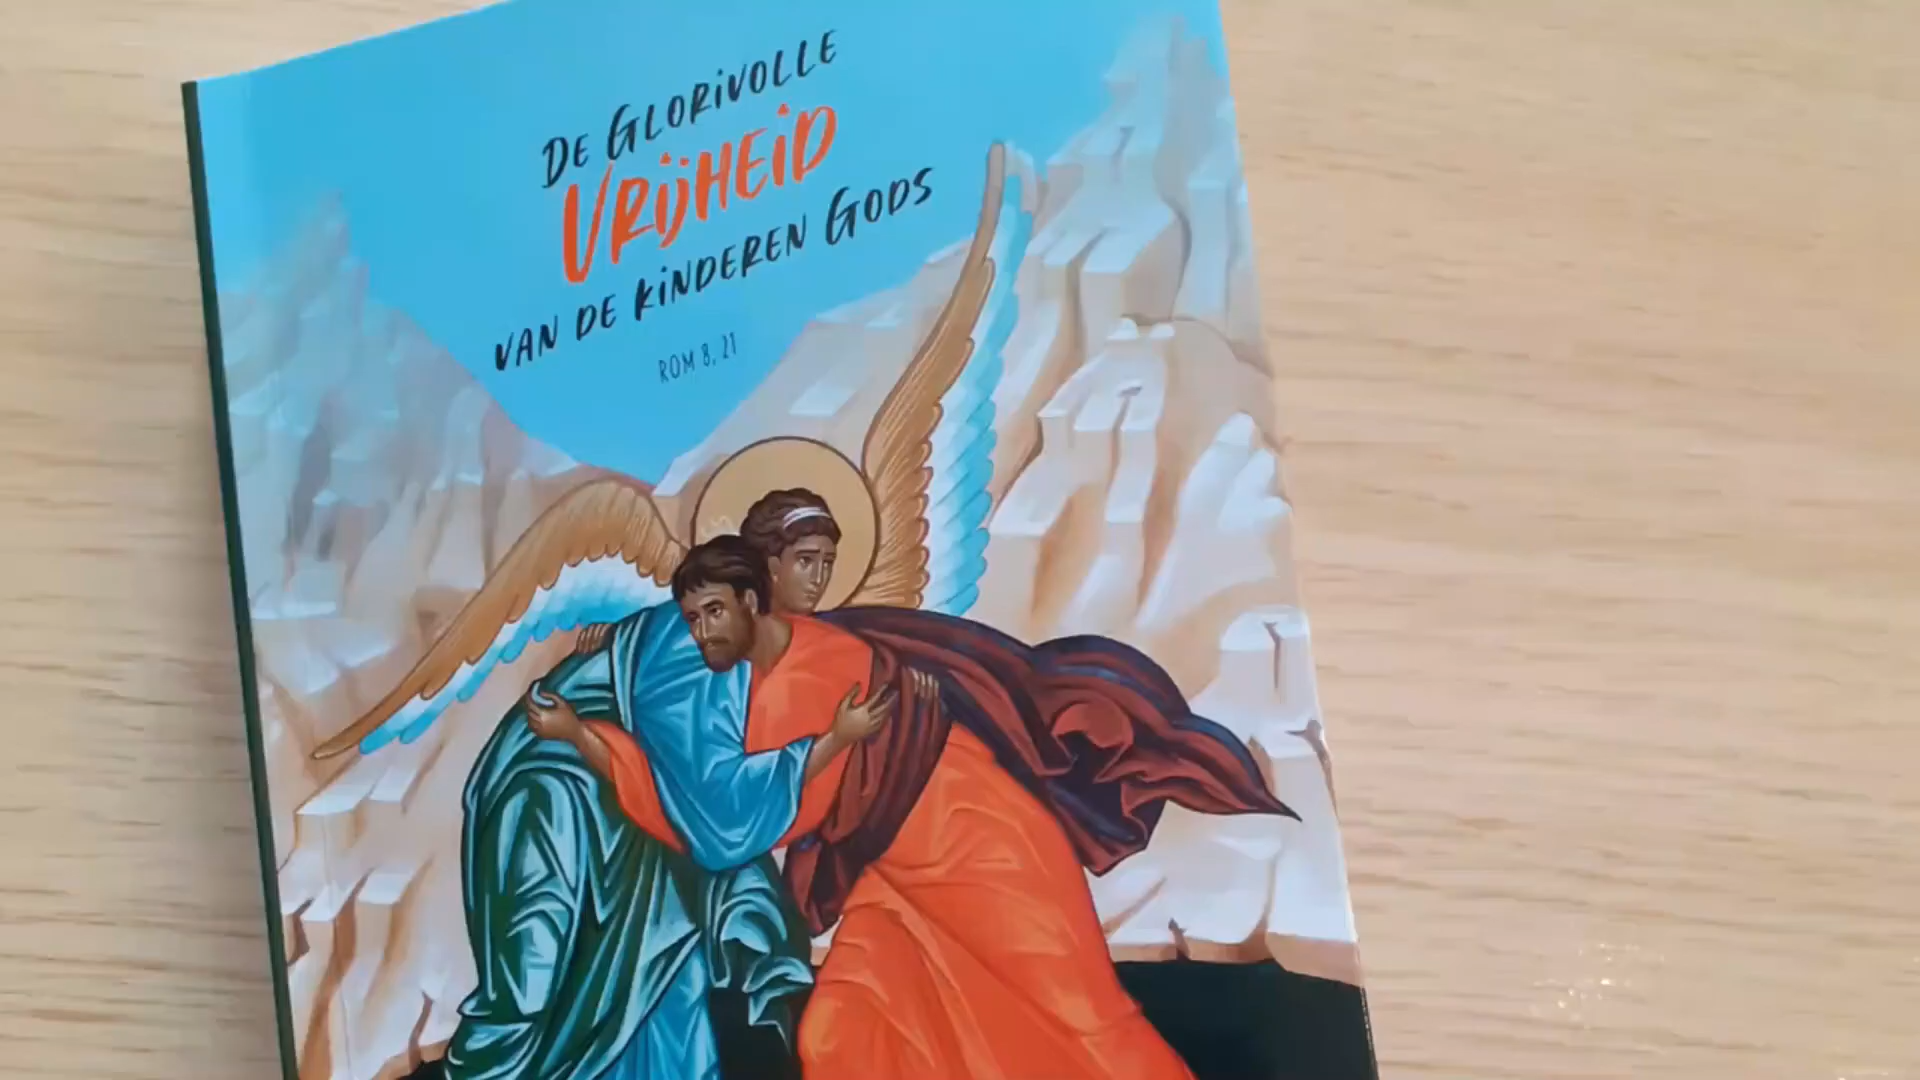 DE GLORIVOLLE
VRIJHEID
VAN DE KINDEREN GODS
ROM 8, 21